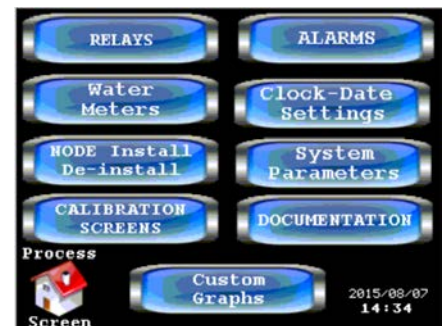 RELAYS
ALARMS
Water
Meters
Clock-Date
Settings
NODE Install
De-install
System
Parameters
CALIBRATION
SCREENS
DOCUMENTATION
Process
Screen
Custom
Graphs
2015/08/07
14:34